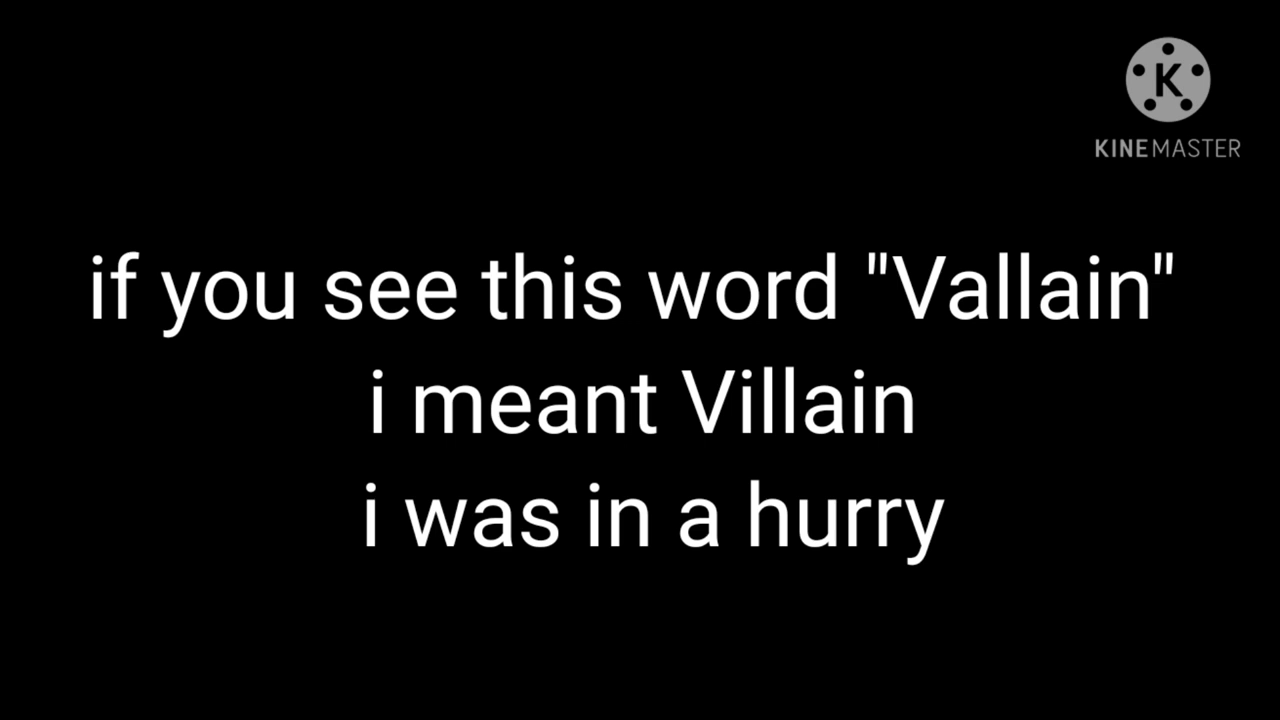 K
KINEMASTER
if you see this word "Vallain"
i meant Villain
i was in a hurry